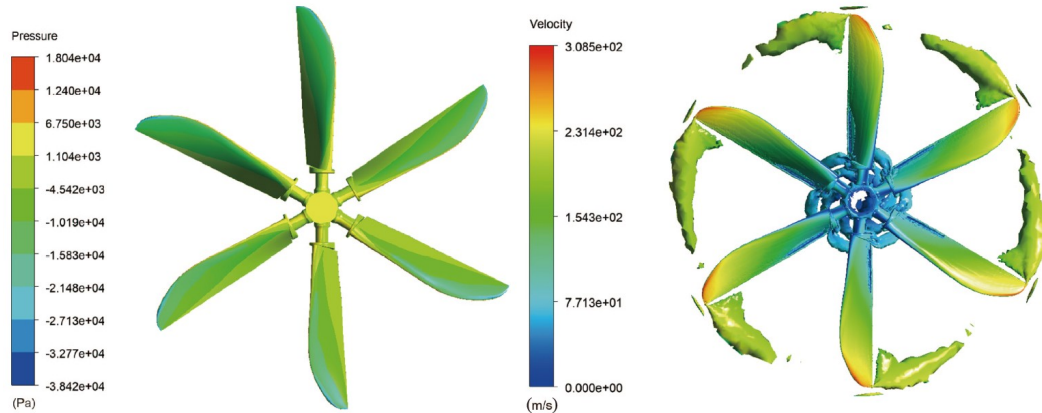 Pressure
1.804e+04
1.240e+04
6.750e+03
1.104e+03
-4.542e+03
-1.019e+04
-1.583e+04
-2.148e+04
-2.713e+04
-3.277e+04
-3.842e+04
(Pa)
Velocity
3.085e+02
2.314e+02
1.543e+02
7.713e+01
0.000e+00
(m/s)